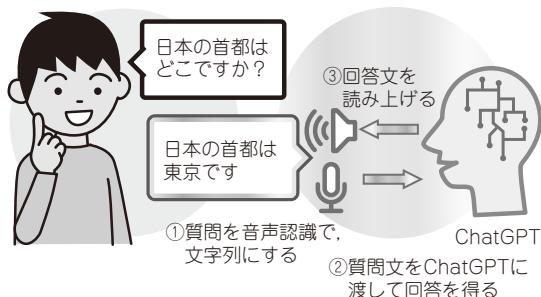 日本の首都は
どこですか？
③回答文を
読み上げる
日本の首都は
東京です
①質問を音声認識で,
文字列にする
ChatGPT
②質問文をChatGPTに
渡して回答を得る